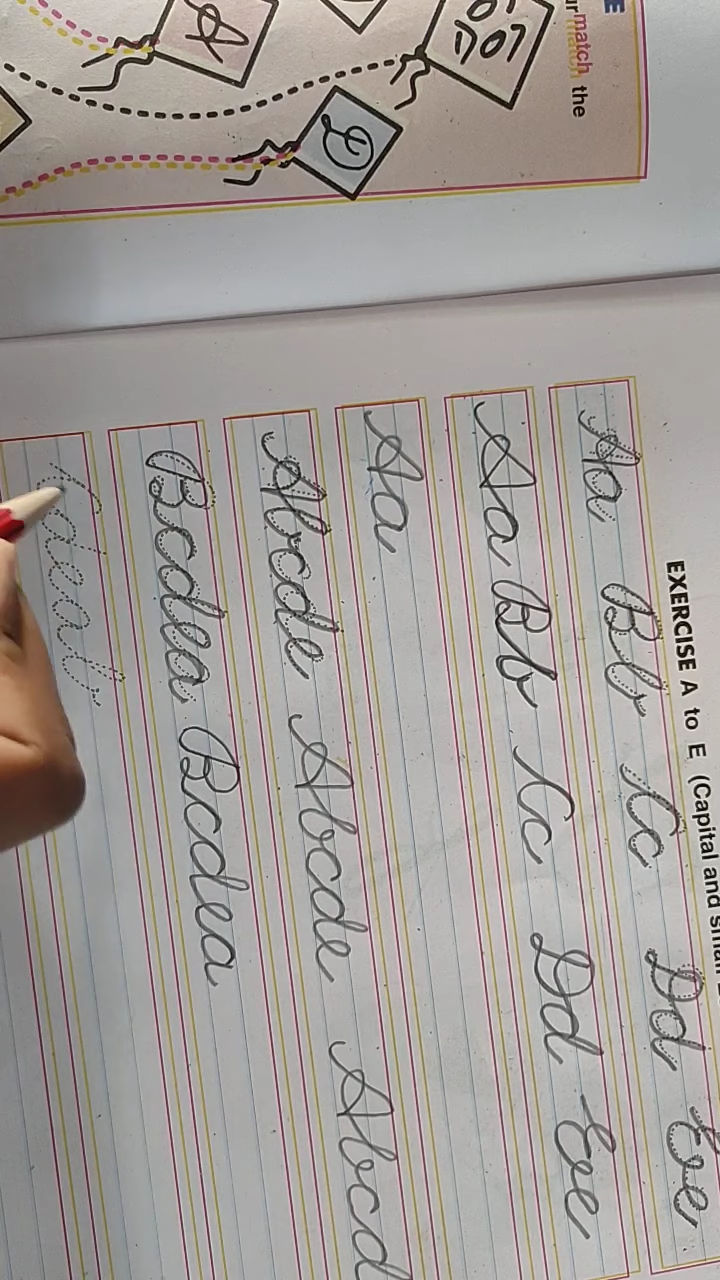 E
match the
A
D
EXERCISE A to E (Capital and small
Aa Bb Cc Dd Ee
Aa Bb Cc Dd Ee
Aa
Abcde Abcde Abcd
Bcdea Bcdea
Cdeab